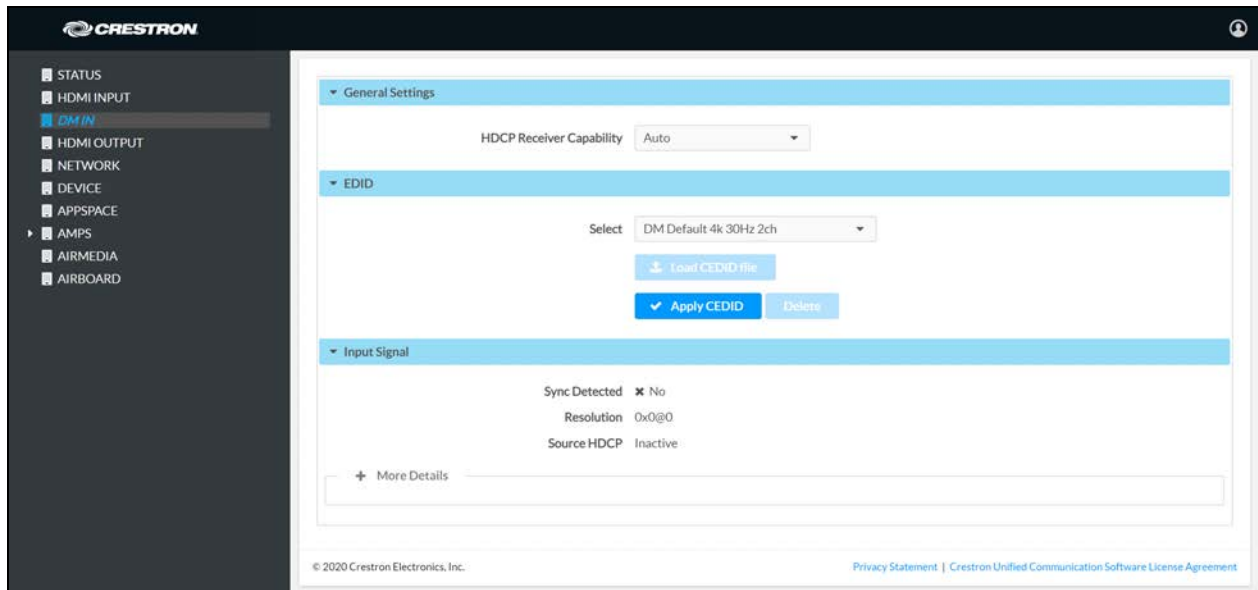 CRESTRON
STATUS
HDMI INPUT
DM IN
HDMI OUTPUT
NETWORK
DEVICE
APPSPACE
AMPS
AIRMEDIA
AIRBOARD
General Settings
HDCP Receiver Capability Auto
EDID
Select DM Default 4k 30Hz 2ch
Load CEDID file
Apply CEDID Delete
Input Signal
Sync Detected No
Resolution 0x0@0
Source HDCP Inactive
+ More Details
© 2020 Crestron Electronics, Inc. Privacy Statement | Crestron Unified Communication Software License Agreement